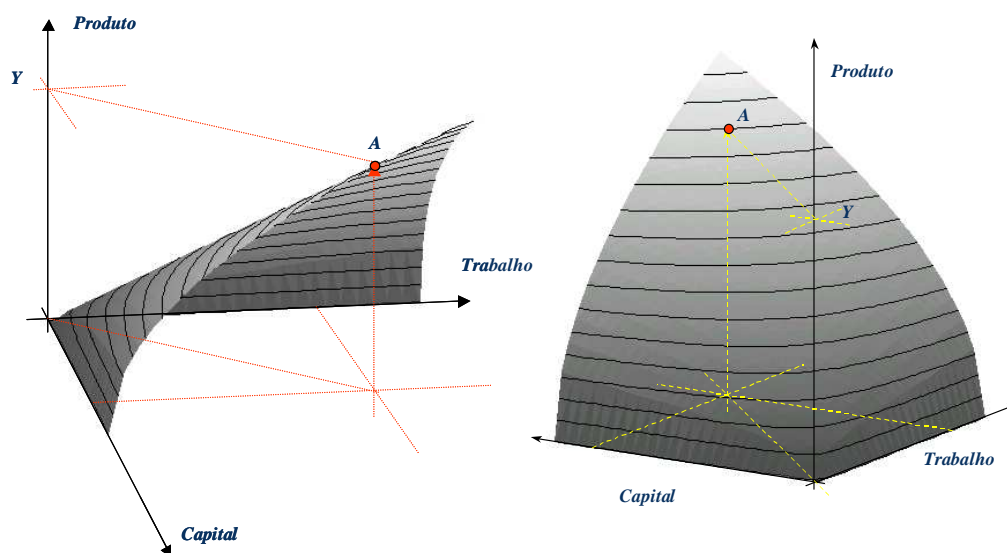 Produto
Y
A
Trabalho
Capital
Produto
A
Y
Trabalho
Capital